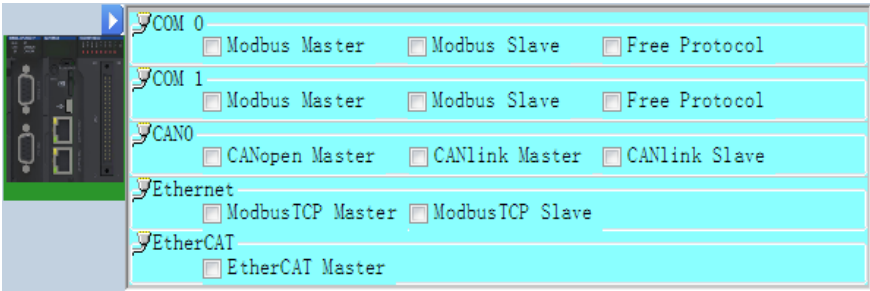 COM 0
Modbus Master Modbus Slave Free Protocol
COM 1
Modbus Master Modbus Slave Free Protocol
CAN0
CANopen Master CANlink Master CANlink Slave
Ethernet
ModbusTCP Master ModbusTCP Slave
EtherCAT
EtherCAT Master